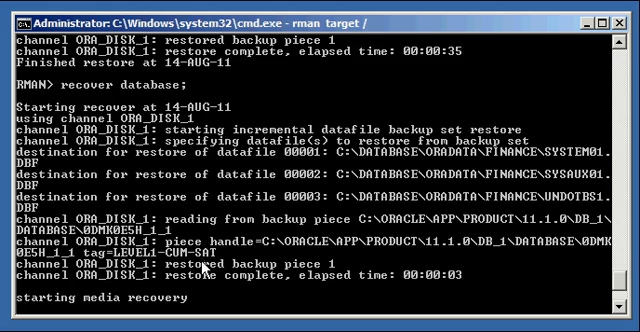 Administrator: C:\Windows\system32\cmd.exe - rman target /
channel ORA_DISK_1: restored backup piece 1
channel ORA_DISK_1: restore complete, elapsed time: 00:00:35
Finished restore at 14-AUG-11
RMAN> recover database;
Starting recover at 14-AUG-11
using channel ORA_DISK_1
channel ORA_DISK_1: starting incremental datafile backup set restore
channel ORA_DISK_1: specifying datafile(s) to restore from backup set
destination for restore of datafile 00001: C:\DATABASE\ORADATA\FINANCE\SYSTEM01.
DBF
destination for restore of datafile 00002: C:\DATABASE\ORADATA\FINANCE\SYSAUX01.
DBF
destination for restore of datafile 00003: C:\DATABASE\ORADATA\FINANCE\UNDOTBS1.
DBF
channel ORA_DISK_1: reading from backup piece C:\ORACLE\APP\PRODUCT\11.1.0\DB_1\
DATABASE\0DMK0E5H_1_1
channel ORA_DISK_1: piece handle=C:\ORACLE\APP\PRODUCT\11.1.0\DB_1\DATABASE\0DMK
0E5H_1_1 tag=LEVEL1-CUM-SAT
channel ORA_DISK_1: restored backup piece 1
channel ORA_DISK_1: restore complete, elapsed time: 00:00:03
starting media recovery